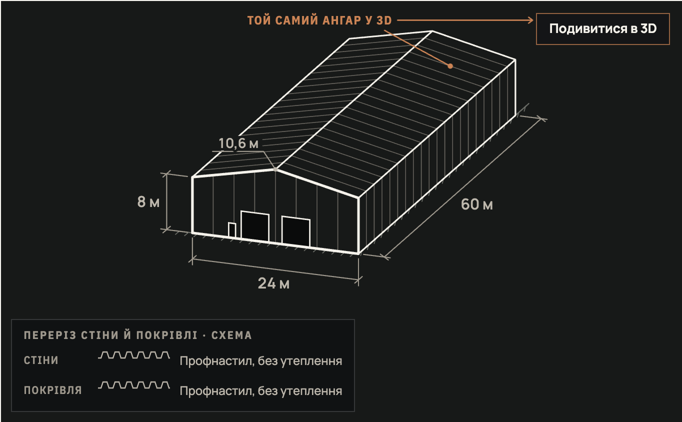 ТОЙ САМИЙ АНГАР У 3D
Подивитися в 3D
10,6 м
8 м
60 м
24 м
ПЕРЕРІЗ СТІНИ Й ПОКРІВЛІ · СХЕМА
СТІНИ Профнастил, без утеплення
ПОКРІВЛЯ Профнастил, без утеплення